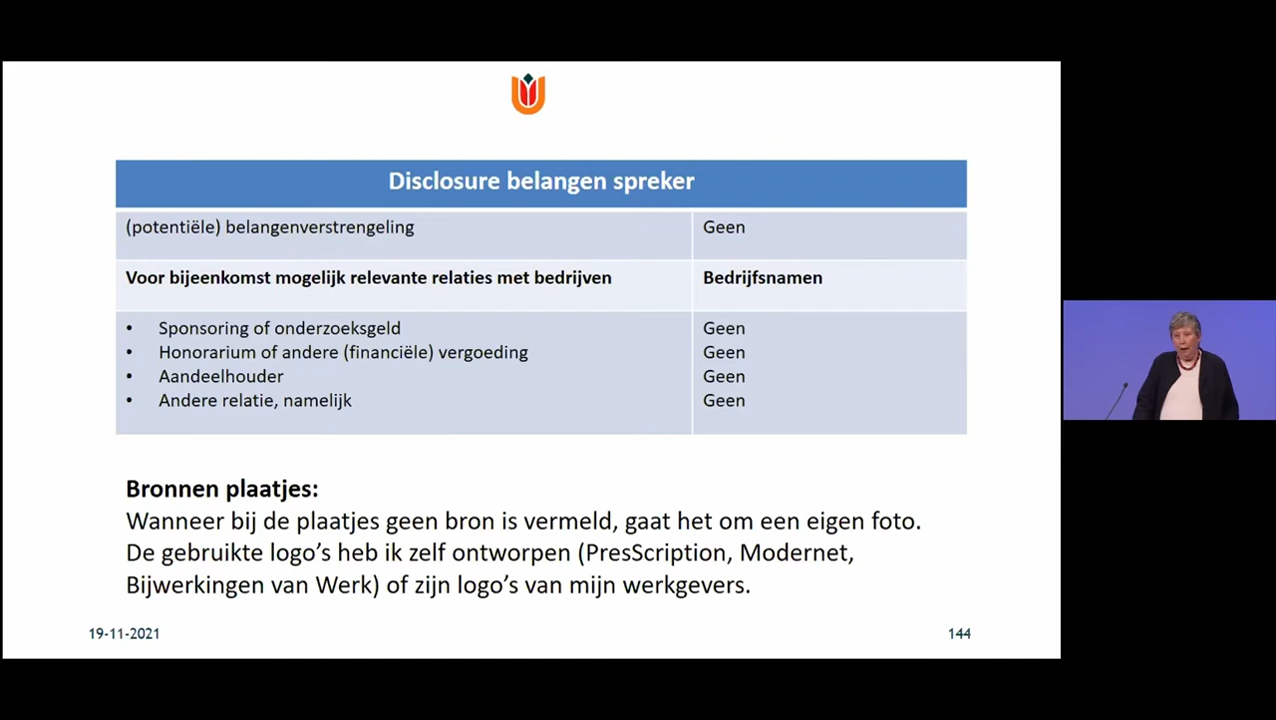 Disclosure belangen spreker
(potentiële) belangenverstrengeling Geen
Voor bijeenkomst mogelijk relevante relaties met bedrijven Bedrijfsnamen
• Sponsoring of onderzoeksgeld Geen
• Honorarium of andere (financiële) vergoeding Geen
• Aandeelhouder Geen
• Andere relatie, namelijk Geen
Bronnen plaatjes:
Wanneer bij de plaatjes geen bron is vermeld, gaat het om een eigen foto.
De gebruikte logo’s heb ik zelf ontworpen (PresScription, Modernet,
Bijwerkingen van Werk) of zijn logo’s van mijn werkgevers.
19-11-2021 144